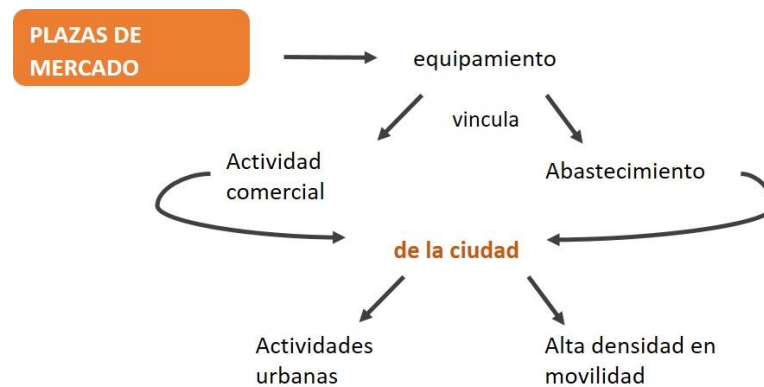 PLAZAS DE
MERCADO
equipamiento
vincula
Actividad
comercial
Abastecimiento
de la ciudad
Actividades
urbanas
Alta densidad en
movilidad